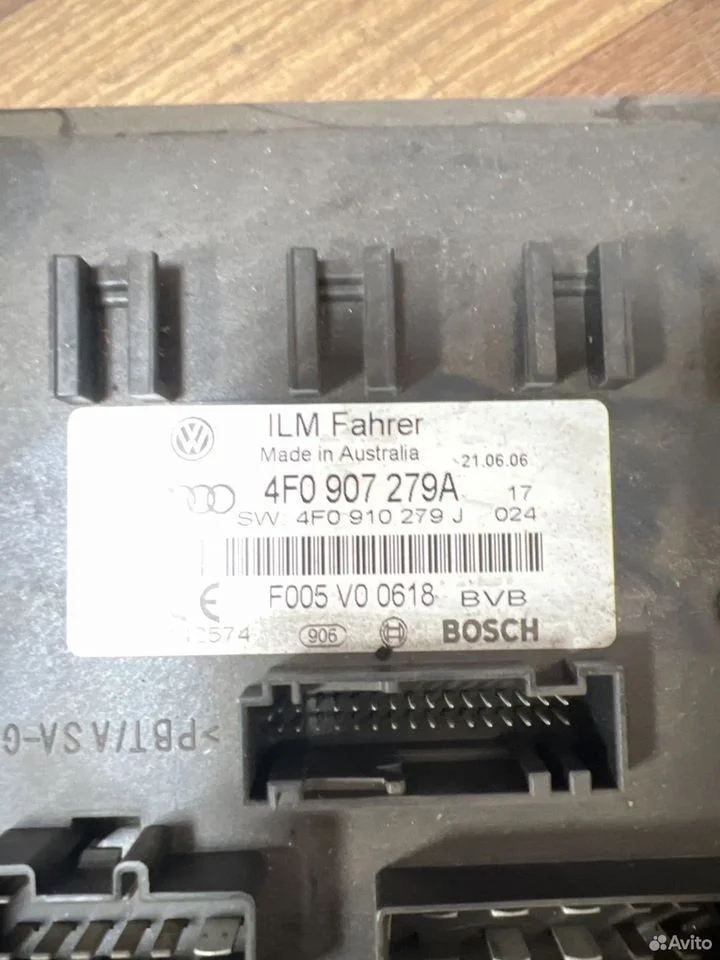 ILM Fahrer
Made in Australia
21.06.06
4F0 907 279A 17
SW: 4F0 910 279 J 024
F005 V0 0618 BVB
2574 906 BOSCH
>PBT/ASA-G
Avito